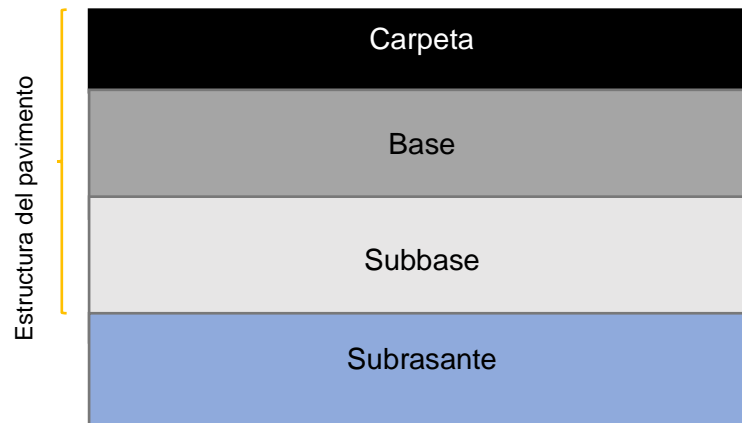 Estructura del pavimento
Carpeta
Base
Subbase
Subrasante